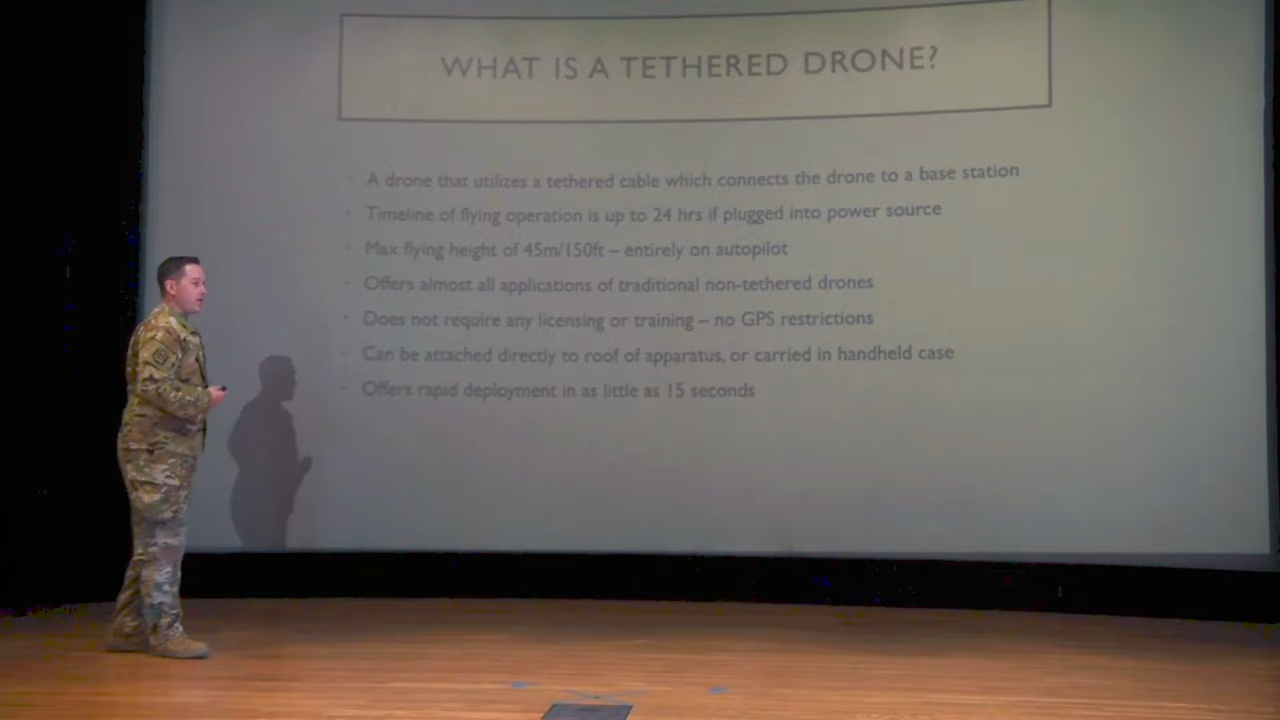 WHAT IS A TETHERED DRONE?
A drone that utilizes a tethered cable which connects the drone to a base station
Timeline of flying operation is up to 24 hrs if plugged into power source
Max flying height of 45m/150ft – entirely on autopilot
Offers almost all applications of traditional non-tethered drones
Does not require any licensing or training – no GPS restrictions
Can be attached directly to roof of apparatus, or carried in handheld case
Offers rapid deployment in as little as 15 seconds